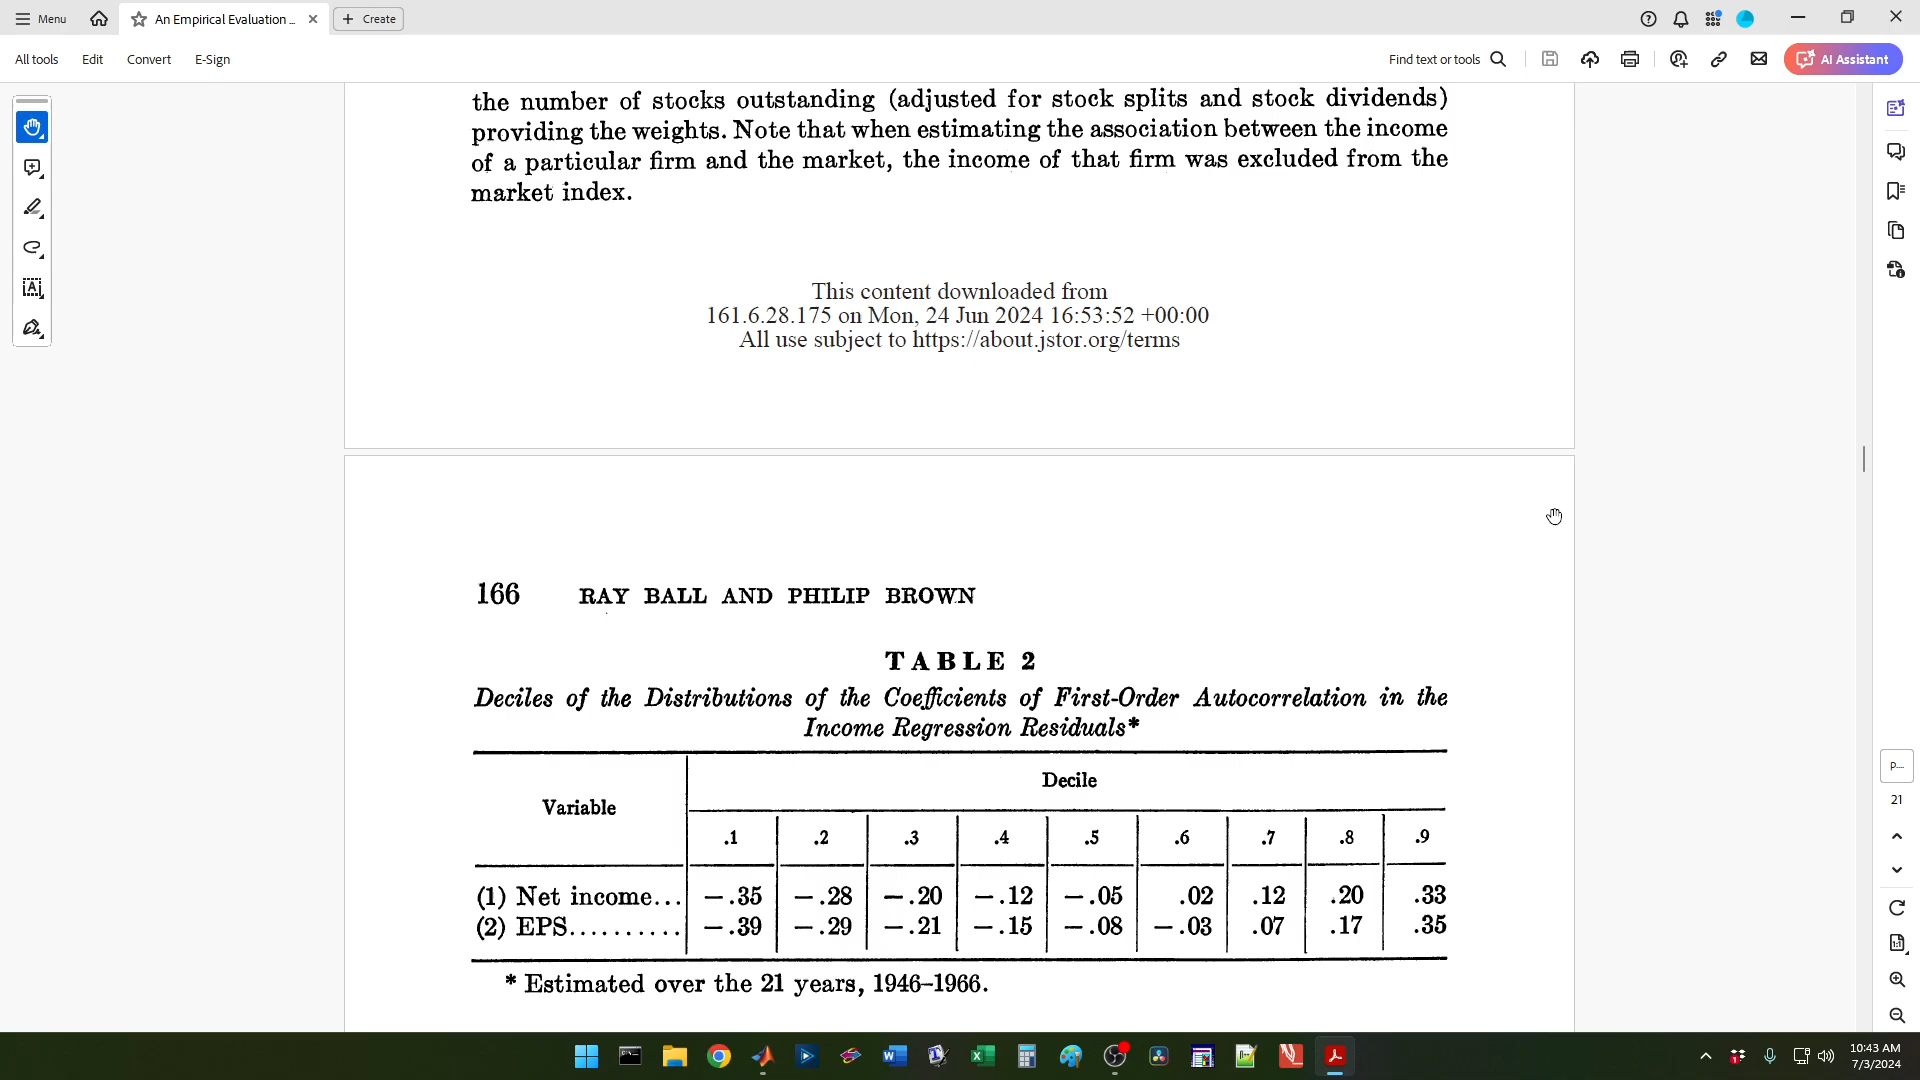 Menu
An Empirical Evaluation ...
Create
All tools
Edit
Convert
E-Sign
Find text or tools
AI Assistant
the number of stocks outstanding (adjusted for stock splits and stock dividends)
providing the weights. Note that when estimating the association between the income
of a particular firm and the market, the income of that firm was excluded from the
market index.
This content downloaded from
161.6.28.175 on Mon, 24 Jun 2024 16:53:52 +00:00
All use subject to https://about.jstor.org/terms
166 RAY BALL AND PHILIP BROWN
TABLE 2
Deciles of the Distributions of the Coefficients of First-Order Autocorrelation in the
Income Regression Residuals*
Decile
Variable
.1 .2 .3 .4 .5 .6 .7 .8 .9
(1) Net income... −.35 −.28 −.20 −.12 −.05 .02 .12 .20 .33
(2) EPS.......... −.39 −.29 −.21 −.15 −.08 −.03 .07 .17 .35
* Estimated over the 21 years, 1946–1966.
P...
21
10:43 AM
7/3/2024